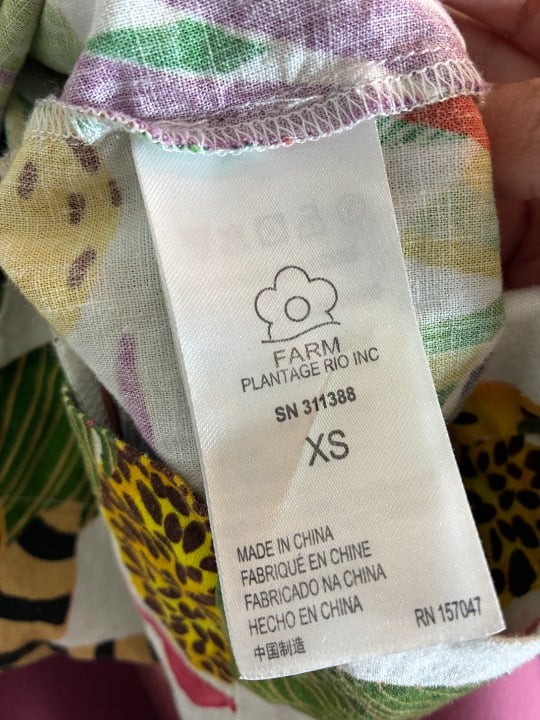 FARM
PLANTAGE RIO INC
SN 311388
XS
MADE IN CHINA
FABRIQUÉ EN CHINE
FABRICADO NA CHINA
HECHO EN CHINA
中国制造
RN 157047